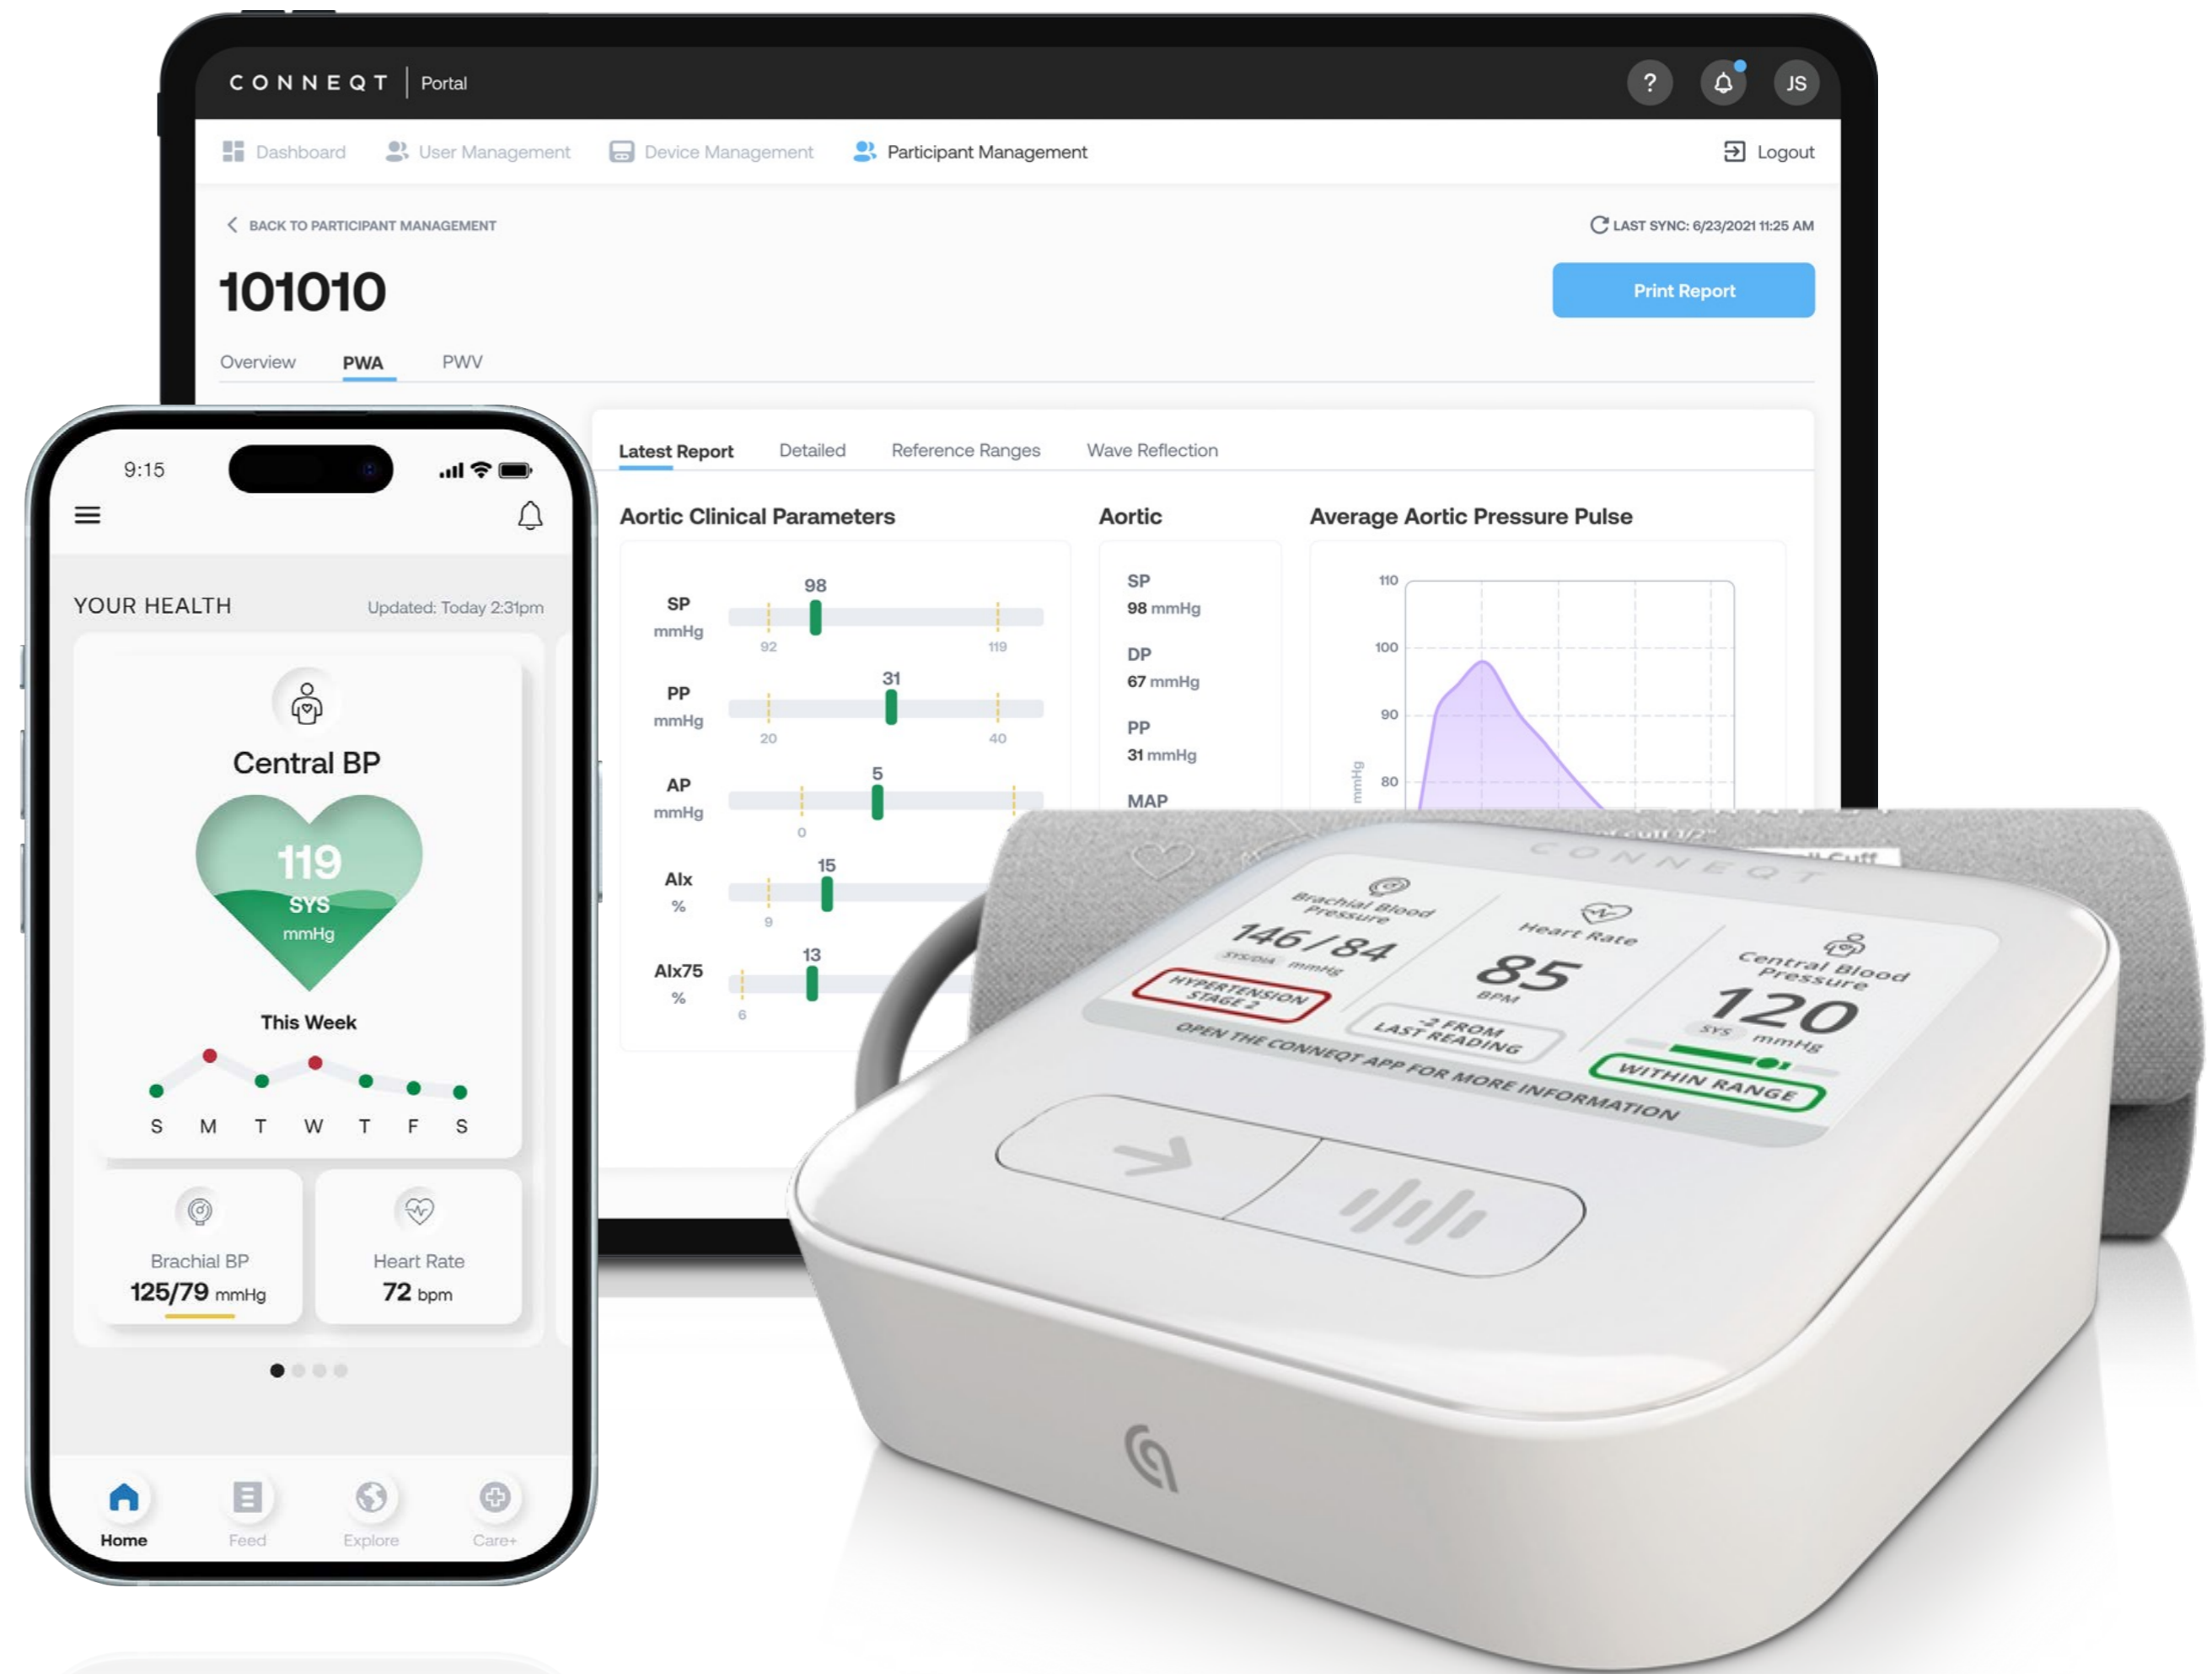 CONNEQT | Portal
?
JS
Dashboard
User Management
Device Management
Participant Management
Logout
BACK TO PARTICIPANT MANAGEMENT
LAST SYNC: 6/23/2021 11:25 AM
101010
Print Report
Overview
PWA
PWV
Latest Report
Detailed
Reference Ranges
Wave Reflection
Aortic Clinical Parameters
SP
mmHg
98
92
119
PP
mmHg
31
20
40
AP
mmHg
5
0
AIx
%
15
9
AIx75
%
13
6
Aortic
SP
98 mmHg
DP
67 mmHg
PP
31 mmHg
MAP
Average Aortic Pressure Pulse
110
100
90
80
mmHg
9:15
YOUR HEALTH
Updated: Today 2:31pm
Central BP
119
SYS
mmHg
This Week
S M T W T F S
Brachial BP
125/79 mmHg
Heart Rate
72 bpm
Home
Feed
Explore
Care+
Cuff
CONNEQT
Brachial Blood
Pressure
146/84
SYS/DIA mmHg
HYPERTENSION
STAGE 2
Heart Rate
85
BPM
-2 FROM
LAST READING
Central Blood
Pressure
120
SYS mmHg
WITHIN RANGE
OPEN THE CONNEQT APP FOR MORE INFORMATION